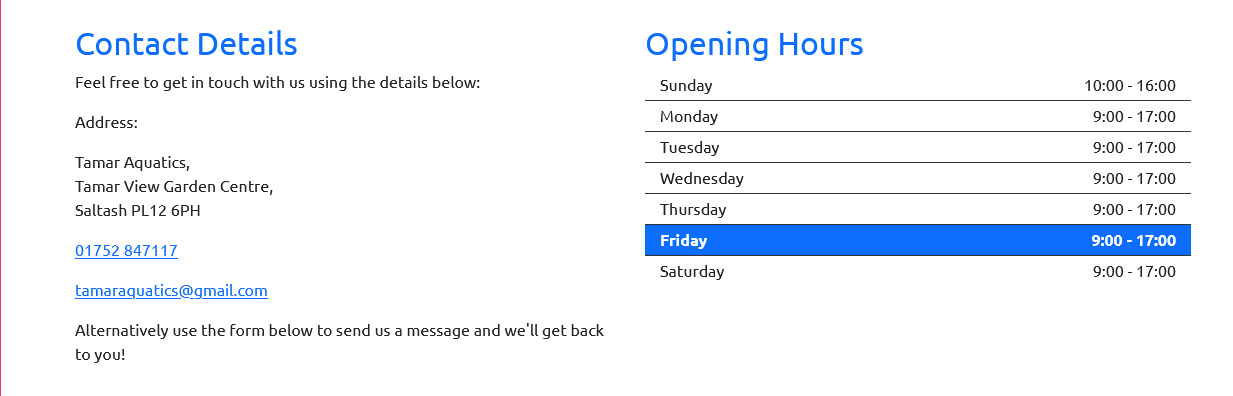 Contact Details
Feel free to get in touch with us using the details below:
Address:
Tamar Aquatics,
Tamar View Garden Centre,
Saltash PL12 6PH
01752 847117
tamaraquatics@gmail.com
Alternatively use the form below to send us a message and we'll get back
to you!
Opening Hours
Sunday 10:00 - 16:00
Monday 9:00 - 17:00
Tuesday 9:00 - 17:00
Wednesday 9:00 - 17:00
Thursday 9:00 - 17:00
Friday 9:00 - 17:00
Saturday 9:00 - 17:00